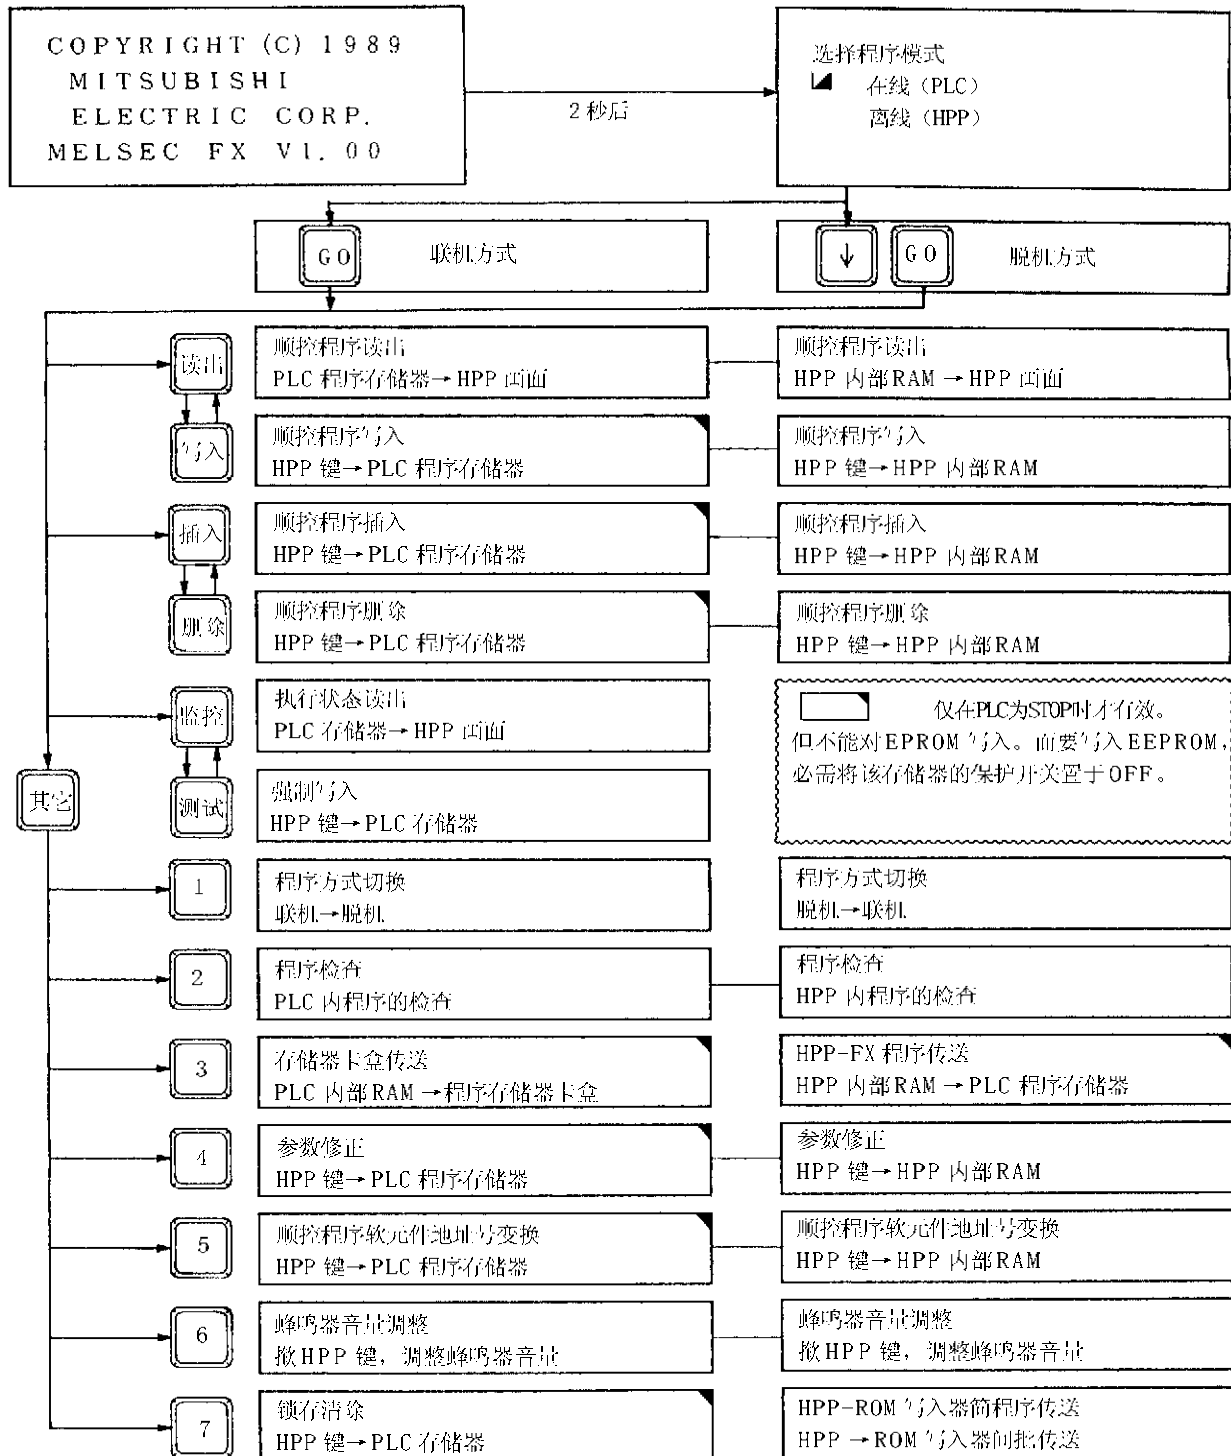 COPYRIGHT (C) 1989
MITSUBISHI
ELECTRIC CORP.
MELSEC FX V1.00
2秒后
选择程序模式
在线（PLC）
离线（HPP）
GO
联机方式
↓
GO
脱机方式
读出
顺控程序读出
PLC 程序存储器→HPP 画面
顺控程序读出
HPP 内部RAM →HPP 画面
写入
顺控程序写入
HPP 键→PLC 程序存储器
顺控程序写入
HPP 键→HPP 内部RAM
插入
顺控程序插入
HPP 键→PLC 程序存储器
顺控程序插入
HPP 键→HPP 内部RAM
删除
顺控程序删除
HPP 键→PLC 程序存储器
顺控程序删除
HPP 键→HPP 内部RAM
监控
执行状态读出
PLC 存储器→HPP 画面
仅在PLC为STOP时才有效。
但不能对EPROM 写入。而要写入EEPROM，
必需将该存储器的保护开关置于OFF。
其它
测试
强制写入
HPP 键→PLC 存储器
1
程序方式切换
联机→脱机
程序方式切换
脱机→联机
2
程序检查
PLC 内程序的检查
程序检查
HPP 内程序的检查
3
存储器卡盒传送
PLC 内部RAM →程序存储器卡盒
HPP-FX 程序传送
HPP 内部RAM →PLC 程序存储器
4
参数修正
HPP 键→PLC 程序存储器
参数修正
HPP 键→HPP 内部RAM
5
顺控程序软元件地址号变换
HPP 键→PLC 程序存储器
顺控程序软元件地址号变换
HPP 键→HPP 内部RAM
6
蜂鸣器音量调整
揿HPP 键，调整蜂鸣器音量
蜂鸣器音量调整
揿HPP 键，调整蜂鸣器音量
7
锁存清除
HPP 键→PLC 存储器
HPP-ROM 写入器简程序传送
HPP →ROM 写入器间批传送